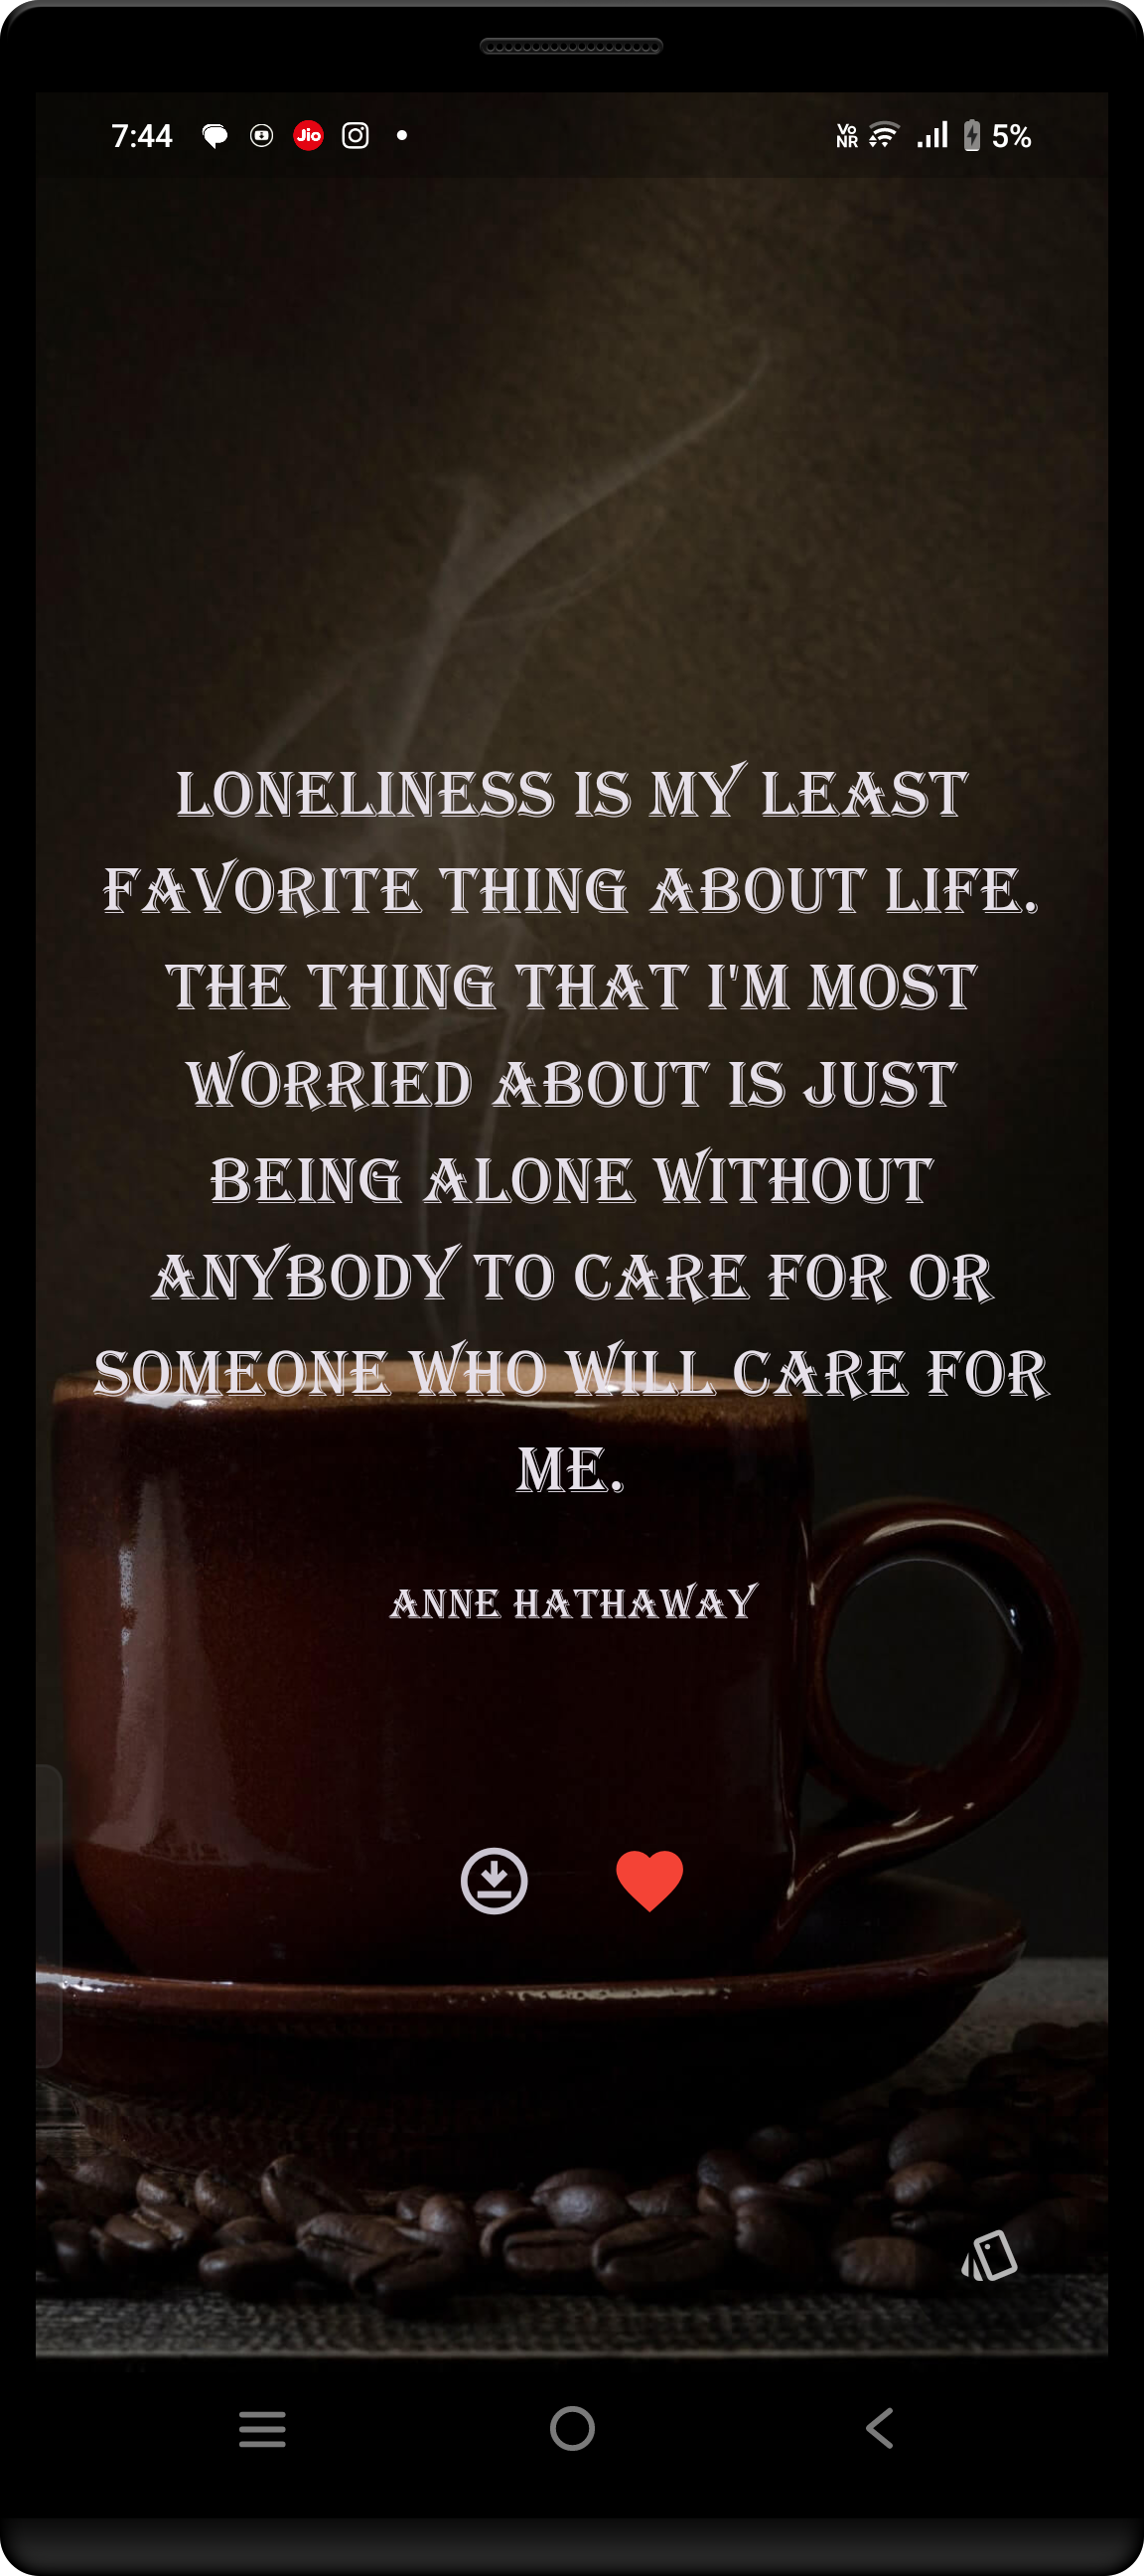 7:44 Jio Vo NR 5%
LONELINESS IS MY LEAST
FAVORITE THING ABOUT LIFE.
THE THING THAT I'M MOST
WORRIED ABOUT IS JUST
BEING ALONE WITHOUT
ANYBODY TO CARE FOR OR
SOMEONE WHO WILL CARE FOR
ME.
ANNE HATHAWAY